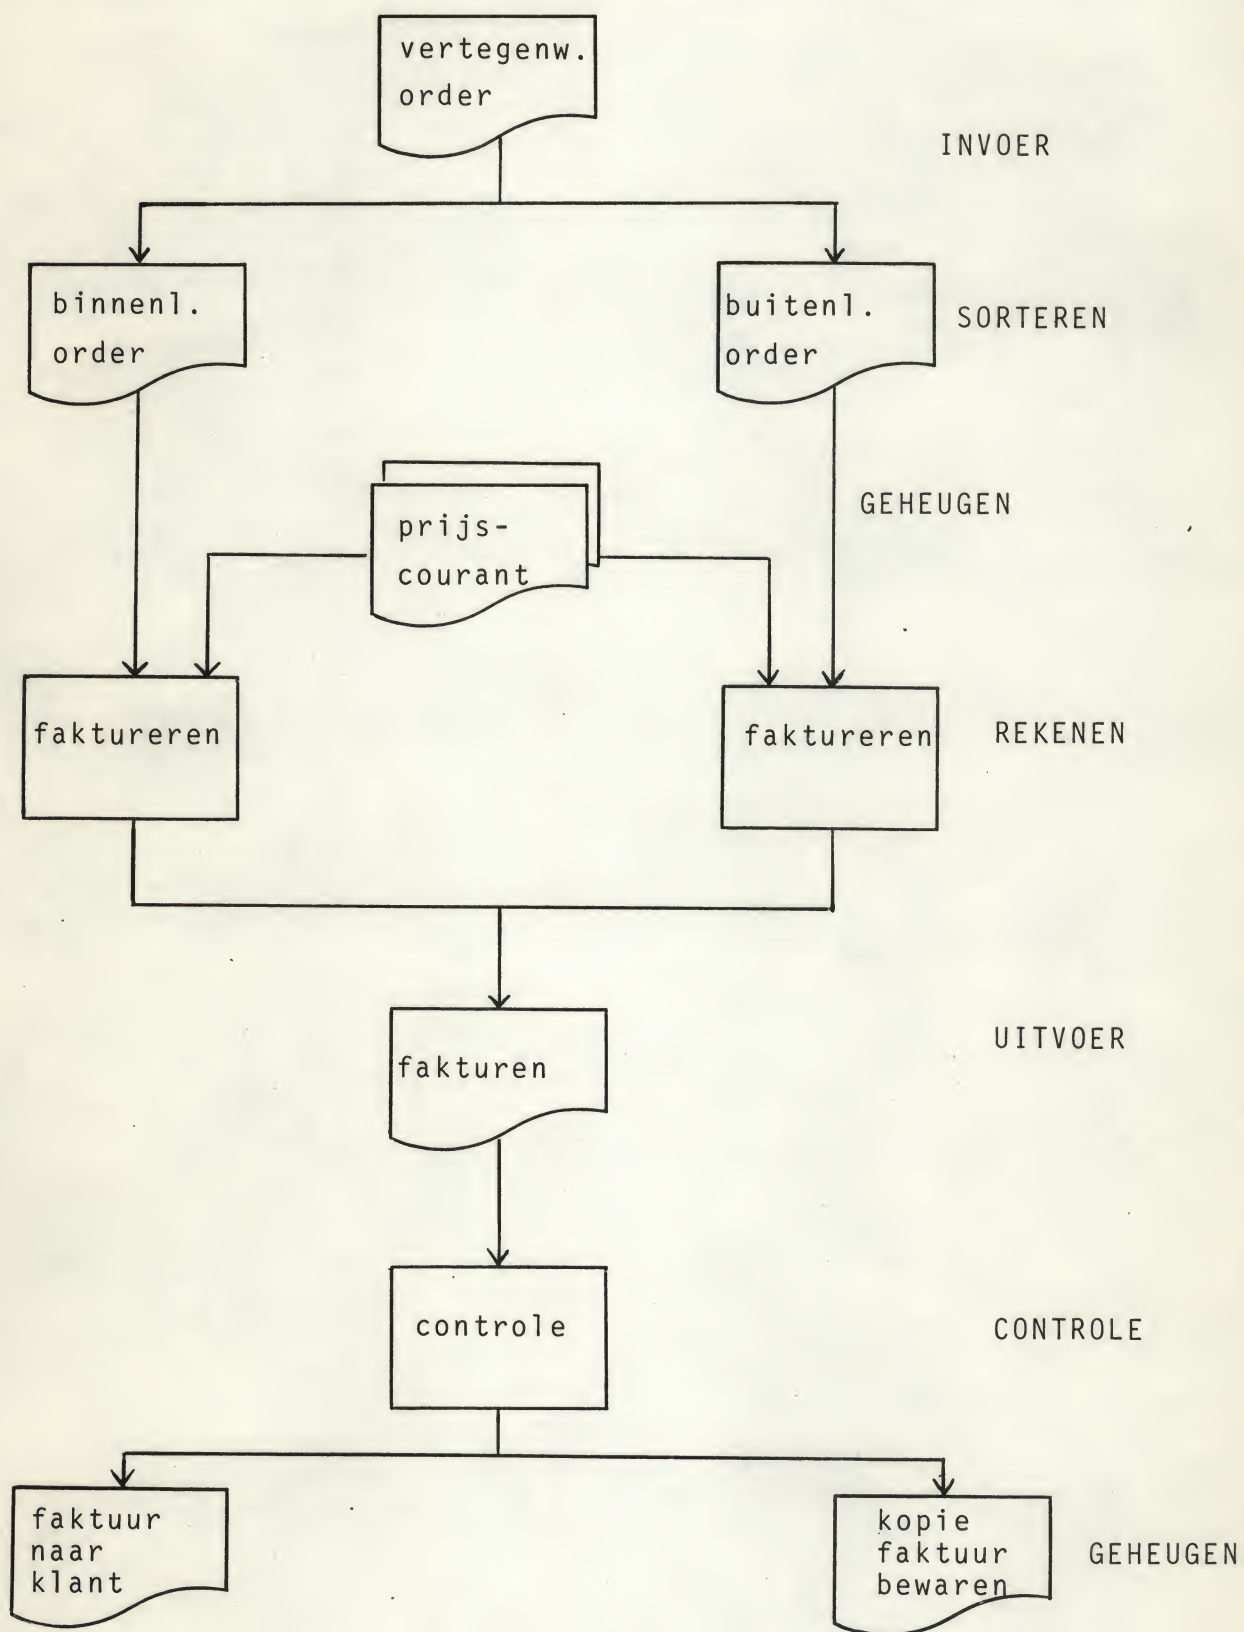 vertegenw.
order
INVOER
binnenl.
order
buitenl.
order
SORTEREN
GEHEUGEN
prijs-
courant
faktureren
faktureren
REKENEN
UITVOER
fakturen
controle
CONTROLE
faktuur
naar
klant
kopie
faktuur
bewaren
GEHEUGEN